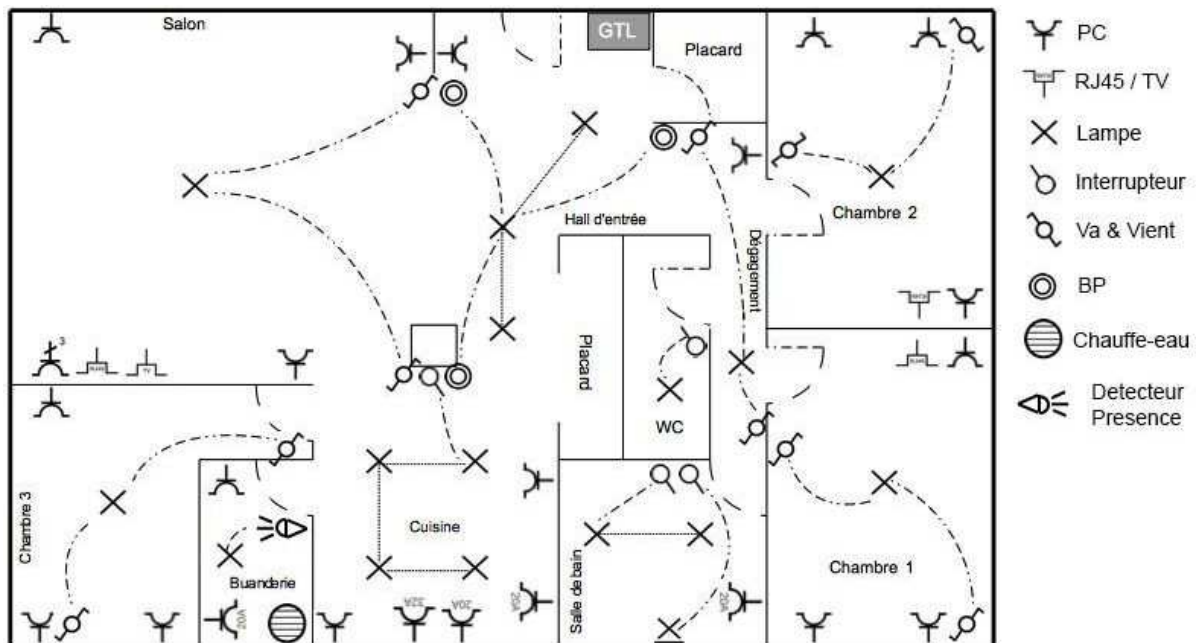 Salon
GTL
Placard
PC
RJ45 / TV
Lampe
Interrupteur
Va & Vient
BP
Chauffe-eau
Detecteur
Presence
Hall d'entrée
Chambre 2
Dégagement
3
TV
Placard
WC
Chambre 3
Cuisine
Salle de bain
Chambre 1
Buanderie
20A
32A
20A
20A
20A